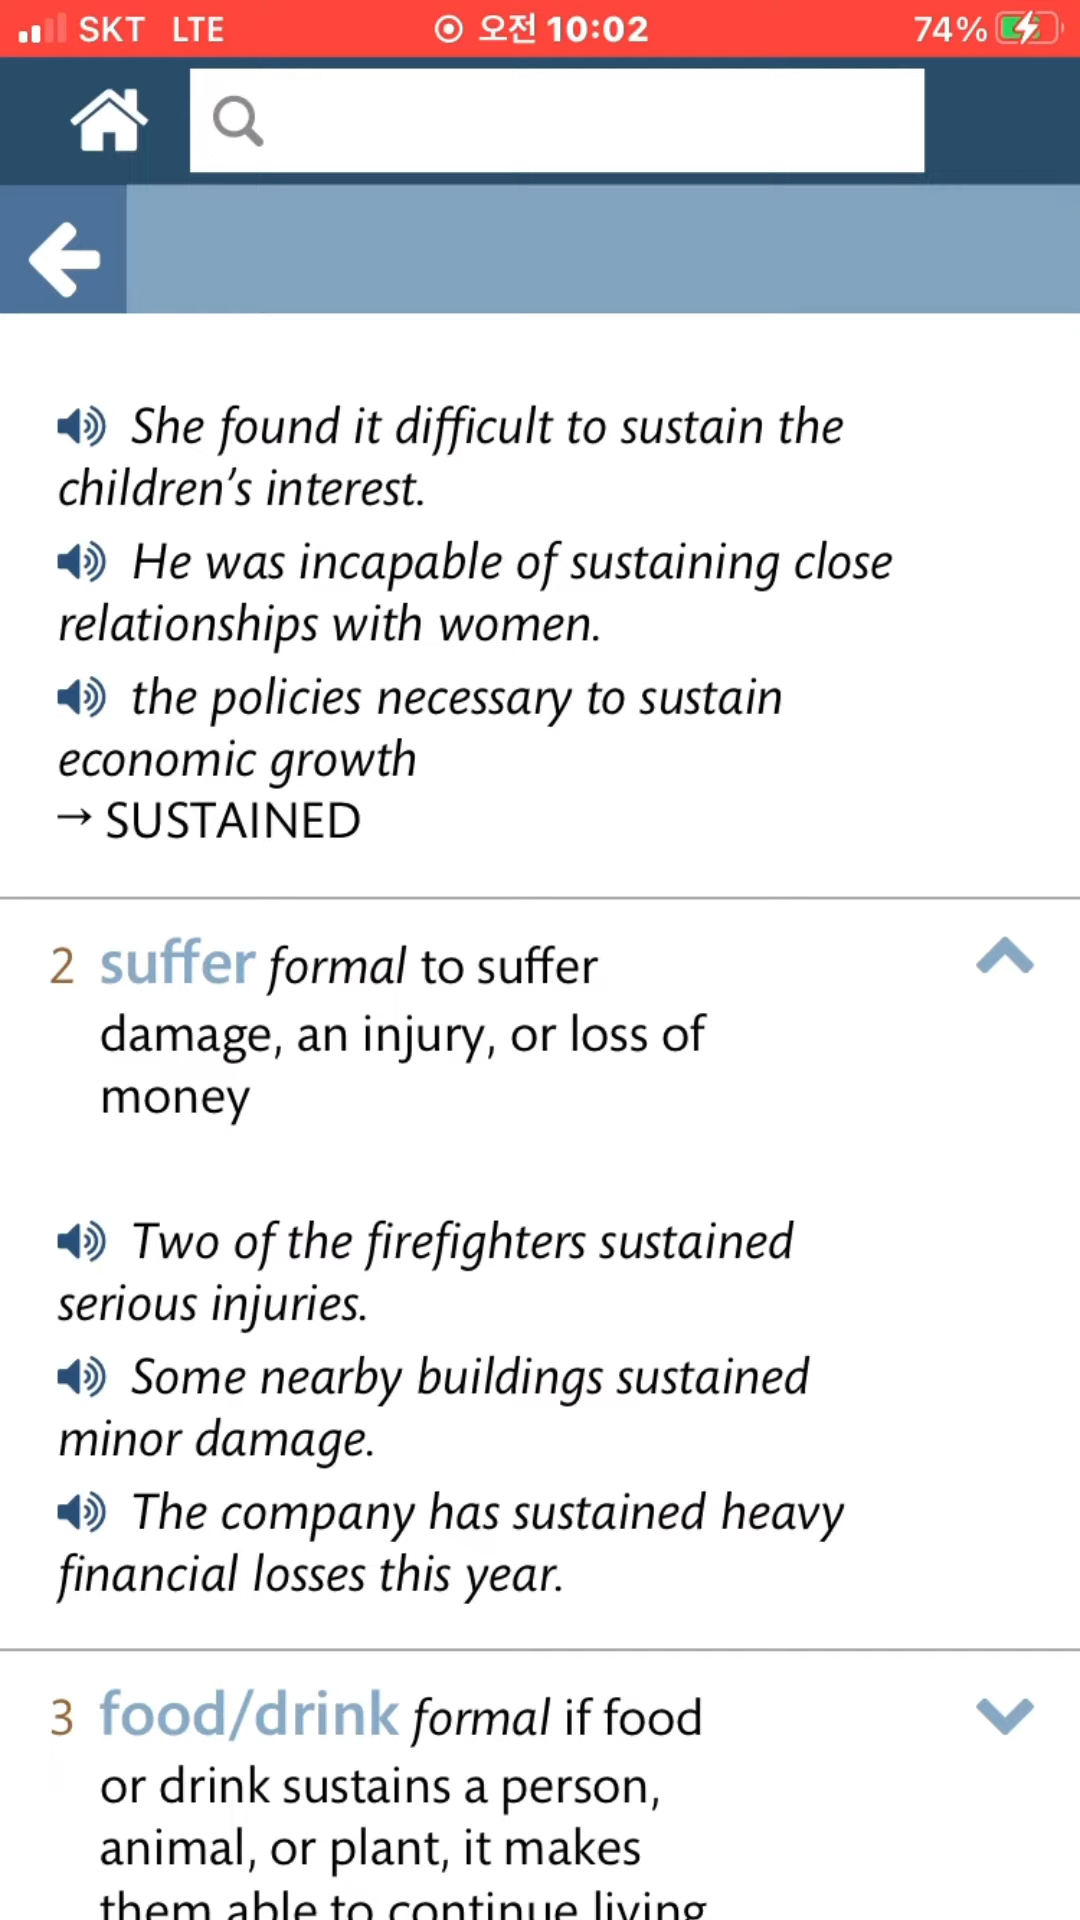 SKT LTE 오전 10:02 74%
She found it difficult to sustain the
children's interest.
He was incapable of sustaining close
relationships with women.
the policies necessary to sustain
economic growth
→ SUSTAINED
2 suffer formal to suffer
damage, an injury, or loss of
money
Two of the firefighters sustained
serious injuries.
Some nearby buildings sustained
minor damage.
The company has sustained heavy
financial losses this year.
3 food/drink formal if food
or drink sustains a person,
animal, or plant, it makes
them able to continue living